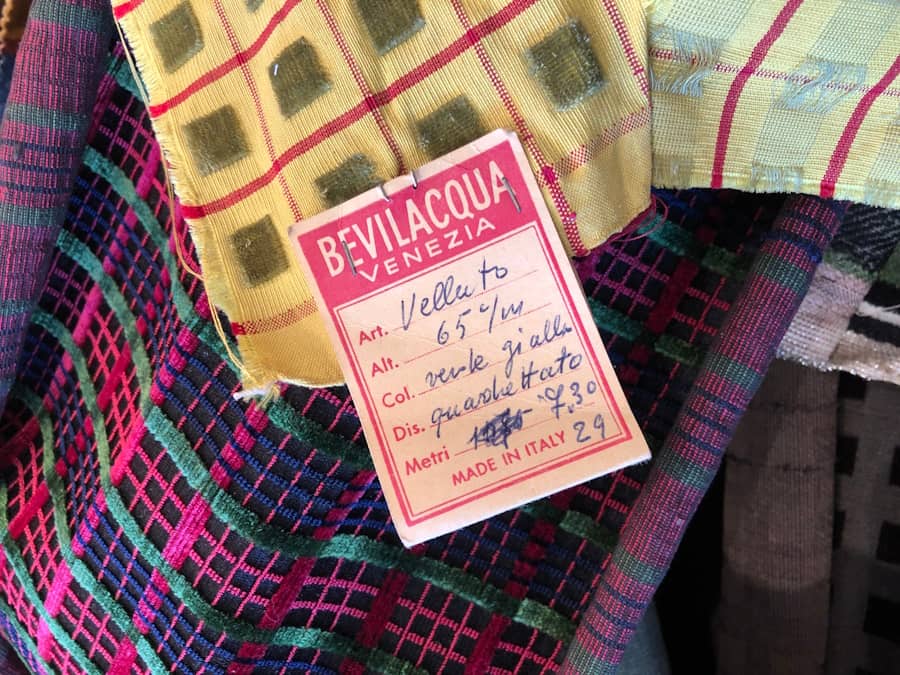 BEVILACQUA
VENEZIA
Art. Velluto
Alt. 65 c/m
Col. verde giallo
Dis. quadrettato
Metri 7.30
MADE IN ITALY 29